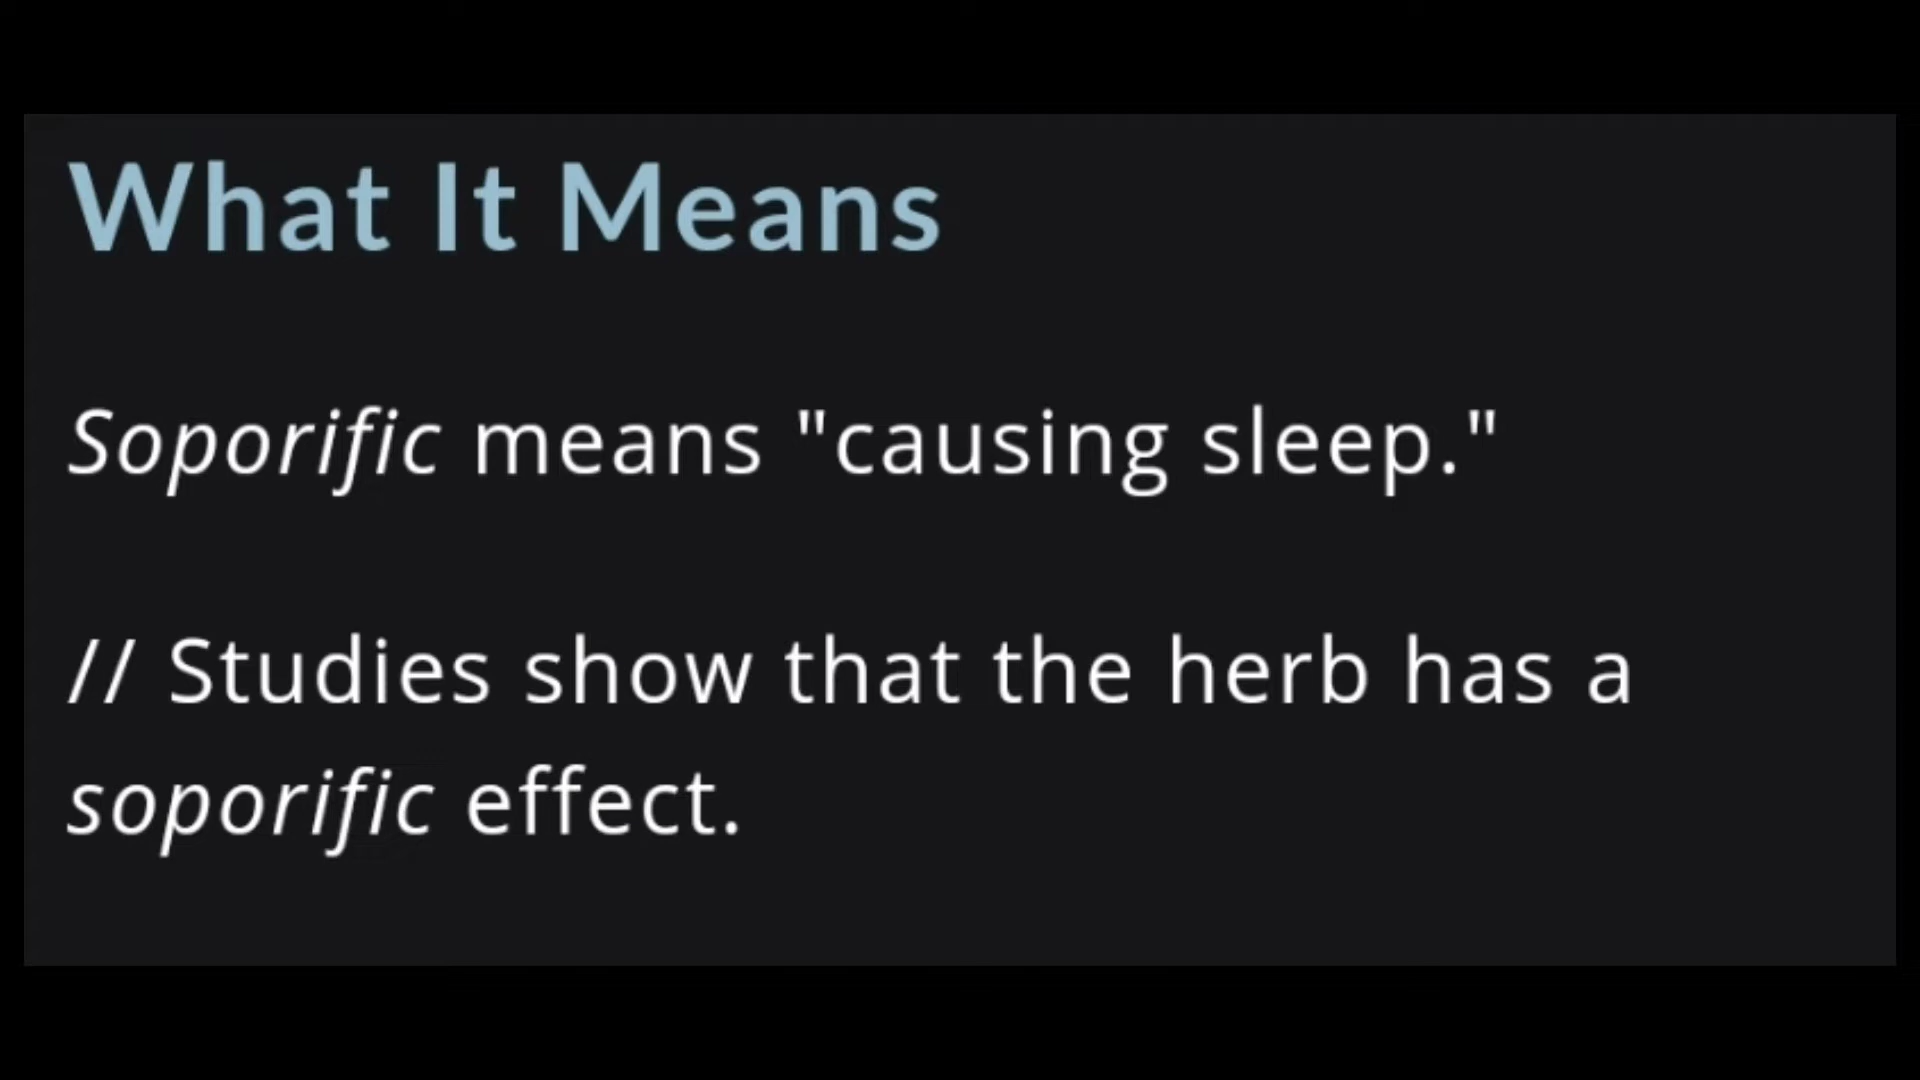 What It Means
Soporific means "causing sleep."
// Studies show that the herb has a
soporific effect.